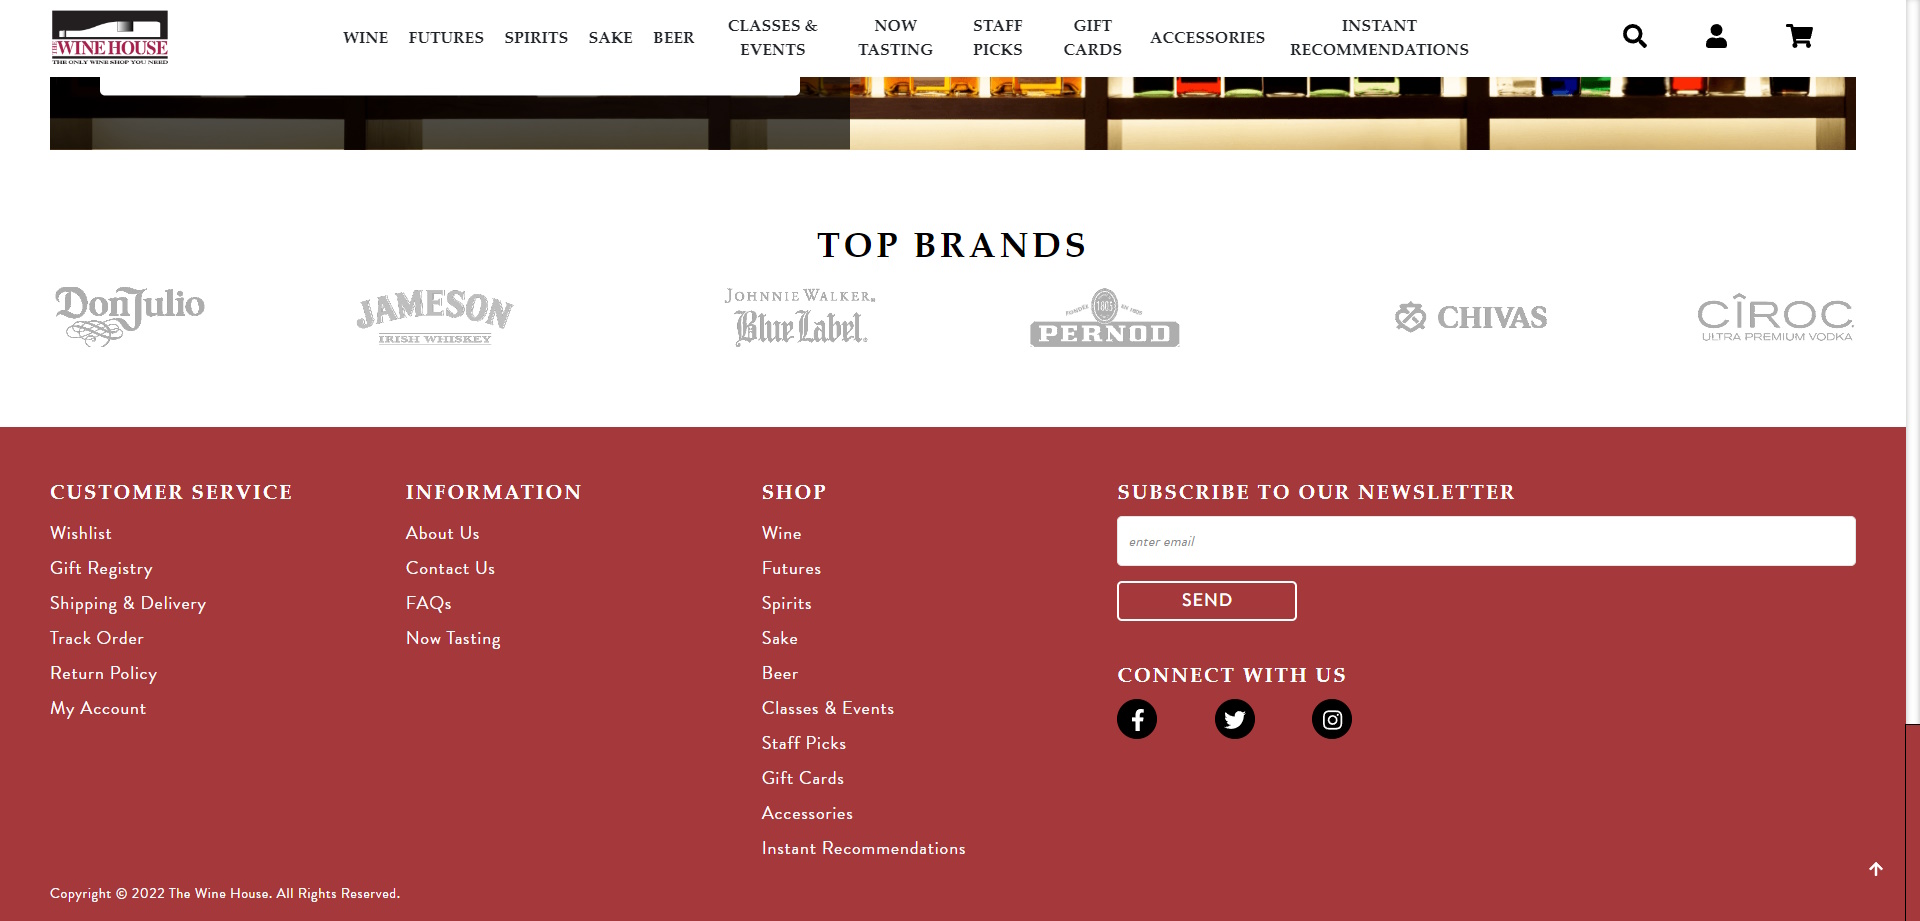 THE WINE HOUSE
THE ONLY WINE SHOP YOU NEED
WINE
FUTURES
SPIRITS
SAKE
BEER
CLASSES &
EVENTS
NOW
TASTING
STAFF
PICKS
GIFT
CARDS
ACCESSORIES
INSTANT
RECOMMENDATIONS
TOP BRANDS
Don Julio
JAMESON
IRISH WHISKEY
JOHNNIE WALKER.
Blue Label.
1805
PERNOD
CHIVAS
CÎROC
ULTRA PREMIUM VODKA
CUSTOMER SERVICE
Wishlist
Gift Registry
Shipping & Delivery
Track Order
Return Policy
My Account
INFORMATION
About Us
Contact Us
FAQs
Now Tasting
SHOP
Wine
Futures
Spirits
Sake
Beer
Classes & Events
Staff Picks
Gift Cards
Accessories
Instant Recommendations
SUBSCRIBE TO OUR NEWSLETTER
enter email
SEND
CONNECT WITH US
Copyright © 2022 The Wine House. All Rights Reserved.